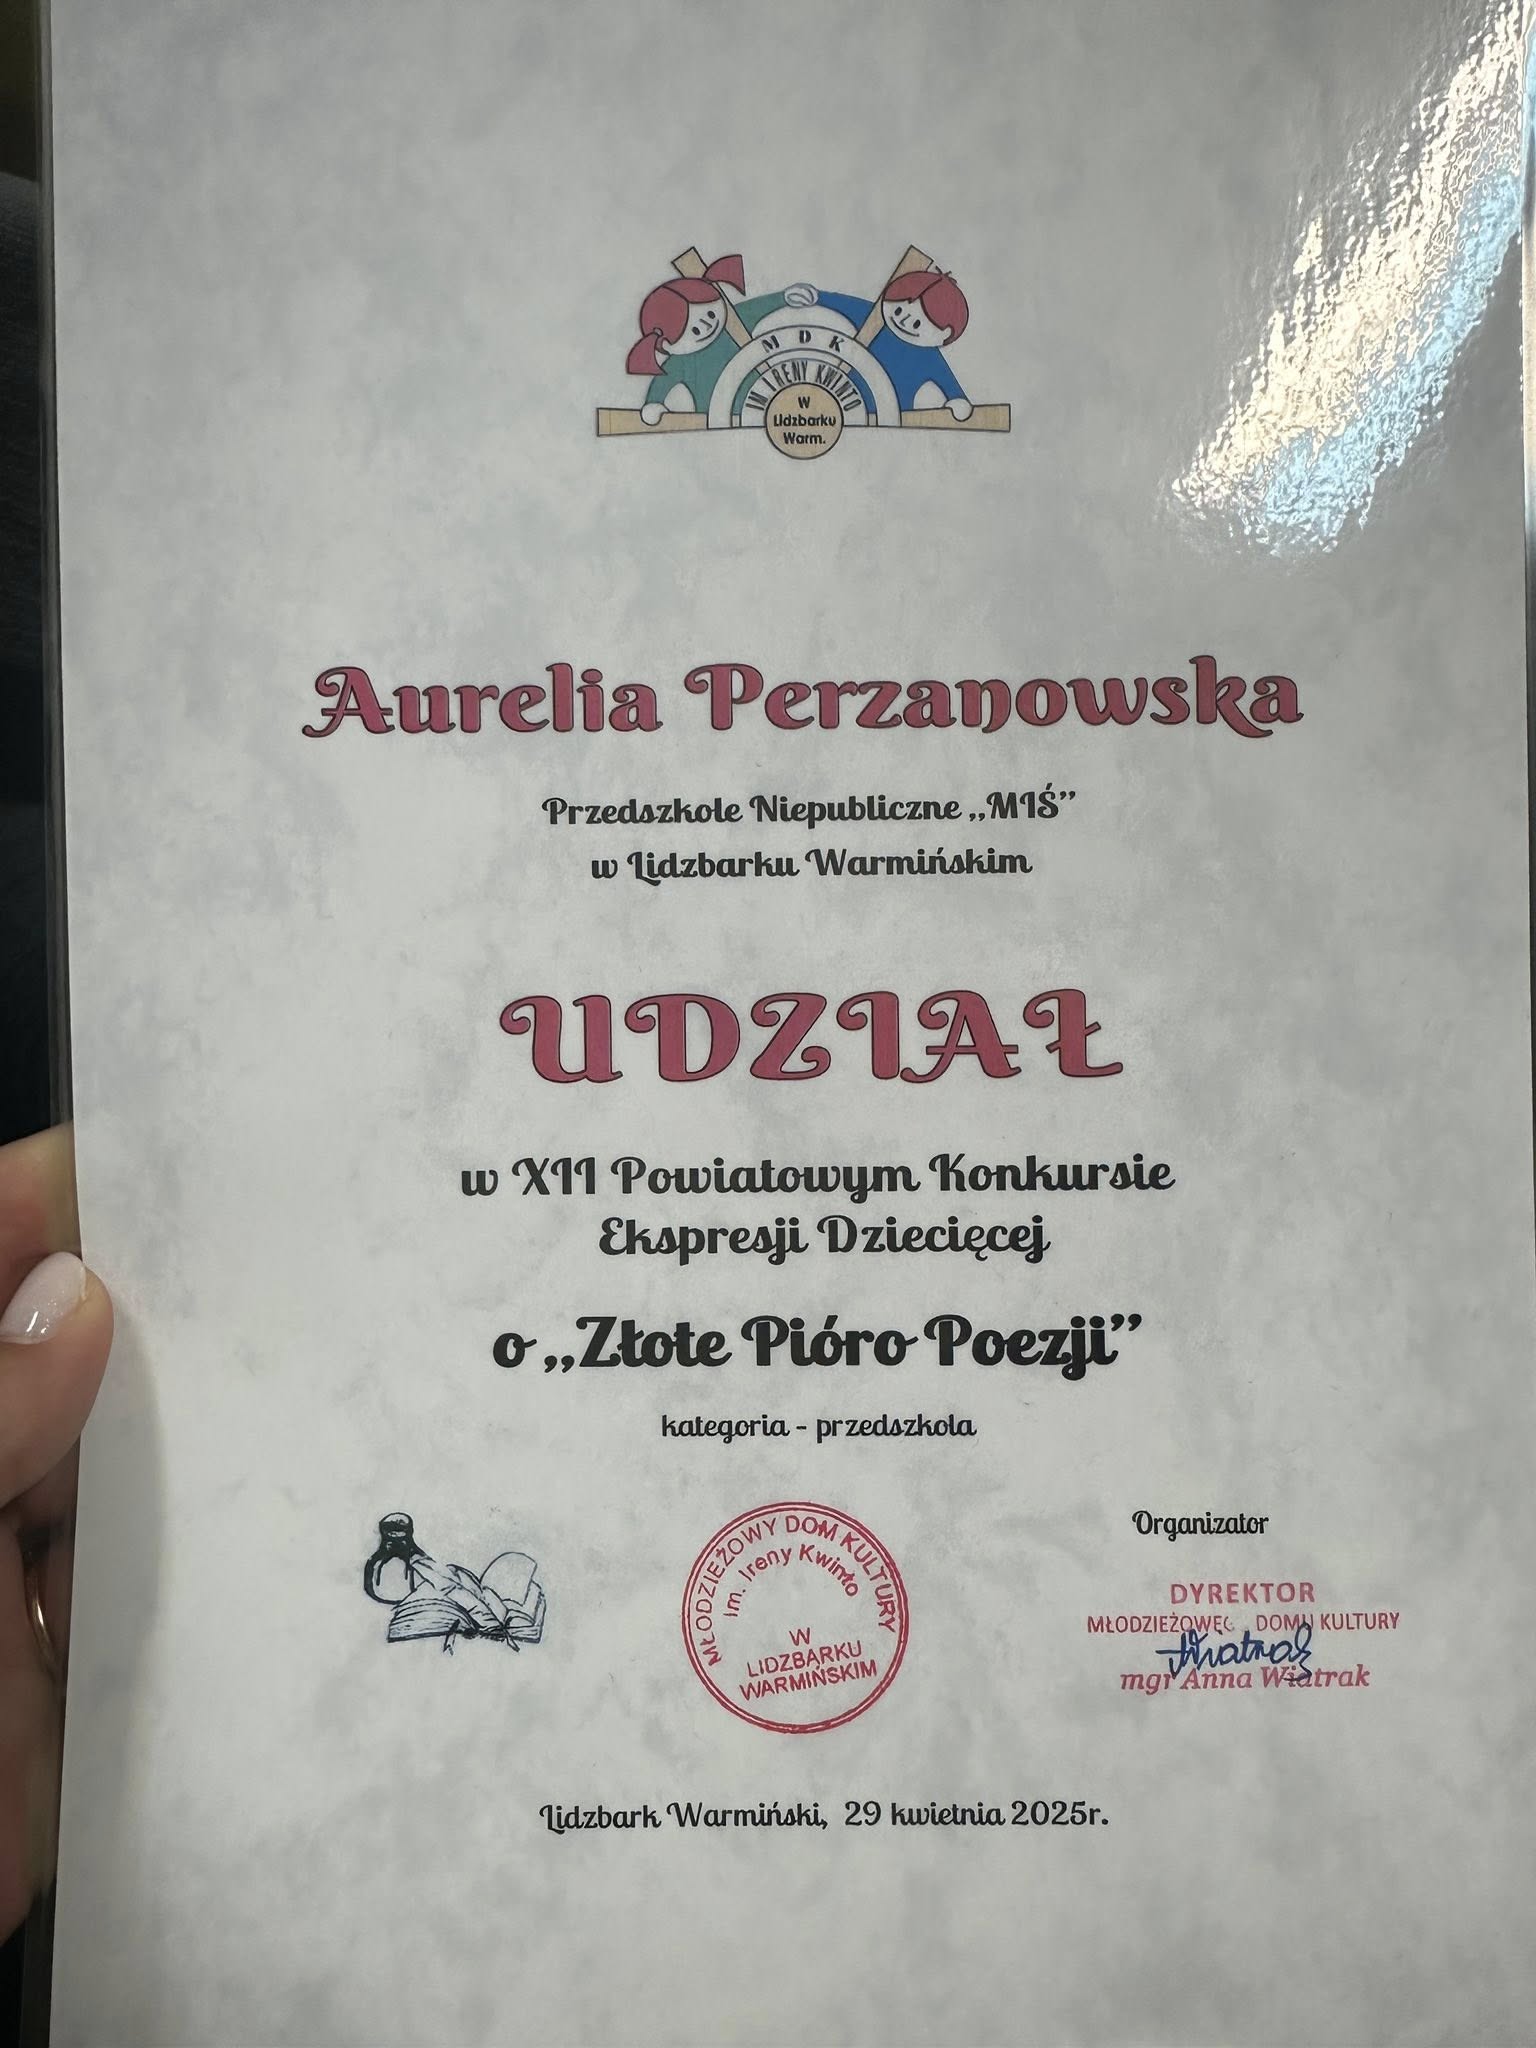 M D K
IM IRENY KWINTO
W
Lidzbarku
Warm.
Aurelia Perzanowska
Przedszkole Niepubliczne „MIŚ”
w Lidzbarku Warmińskim
UDZIAŁ
w XII Powiatowym Konkursie
Ekspresji Dziecięcej
o „Złote Pióro Poezji”
kategoria - przedszkola
MŁODZIEŻOWY DOM KULTURY
im. Ireny Kwinto
W
LIDZBARKU
WARMIŃSKIM
Organizator
DYREKTOR
DOMU KULTURY
Wiatrak
mgr Anna Wiatrak
Lidzbark Warmiński, 29 kwietnia 2025r.